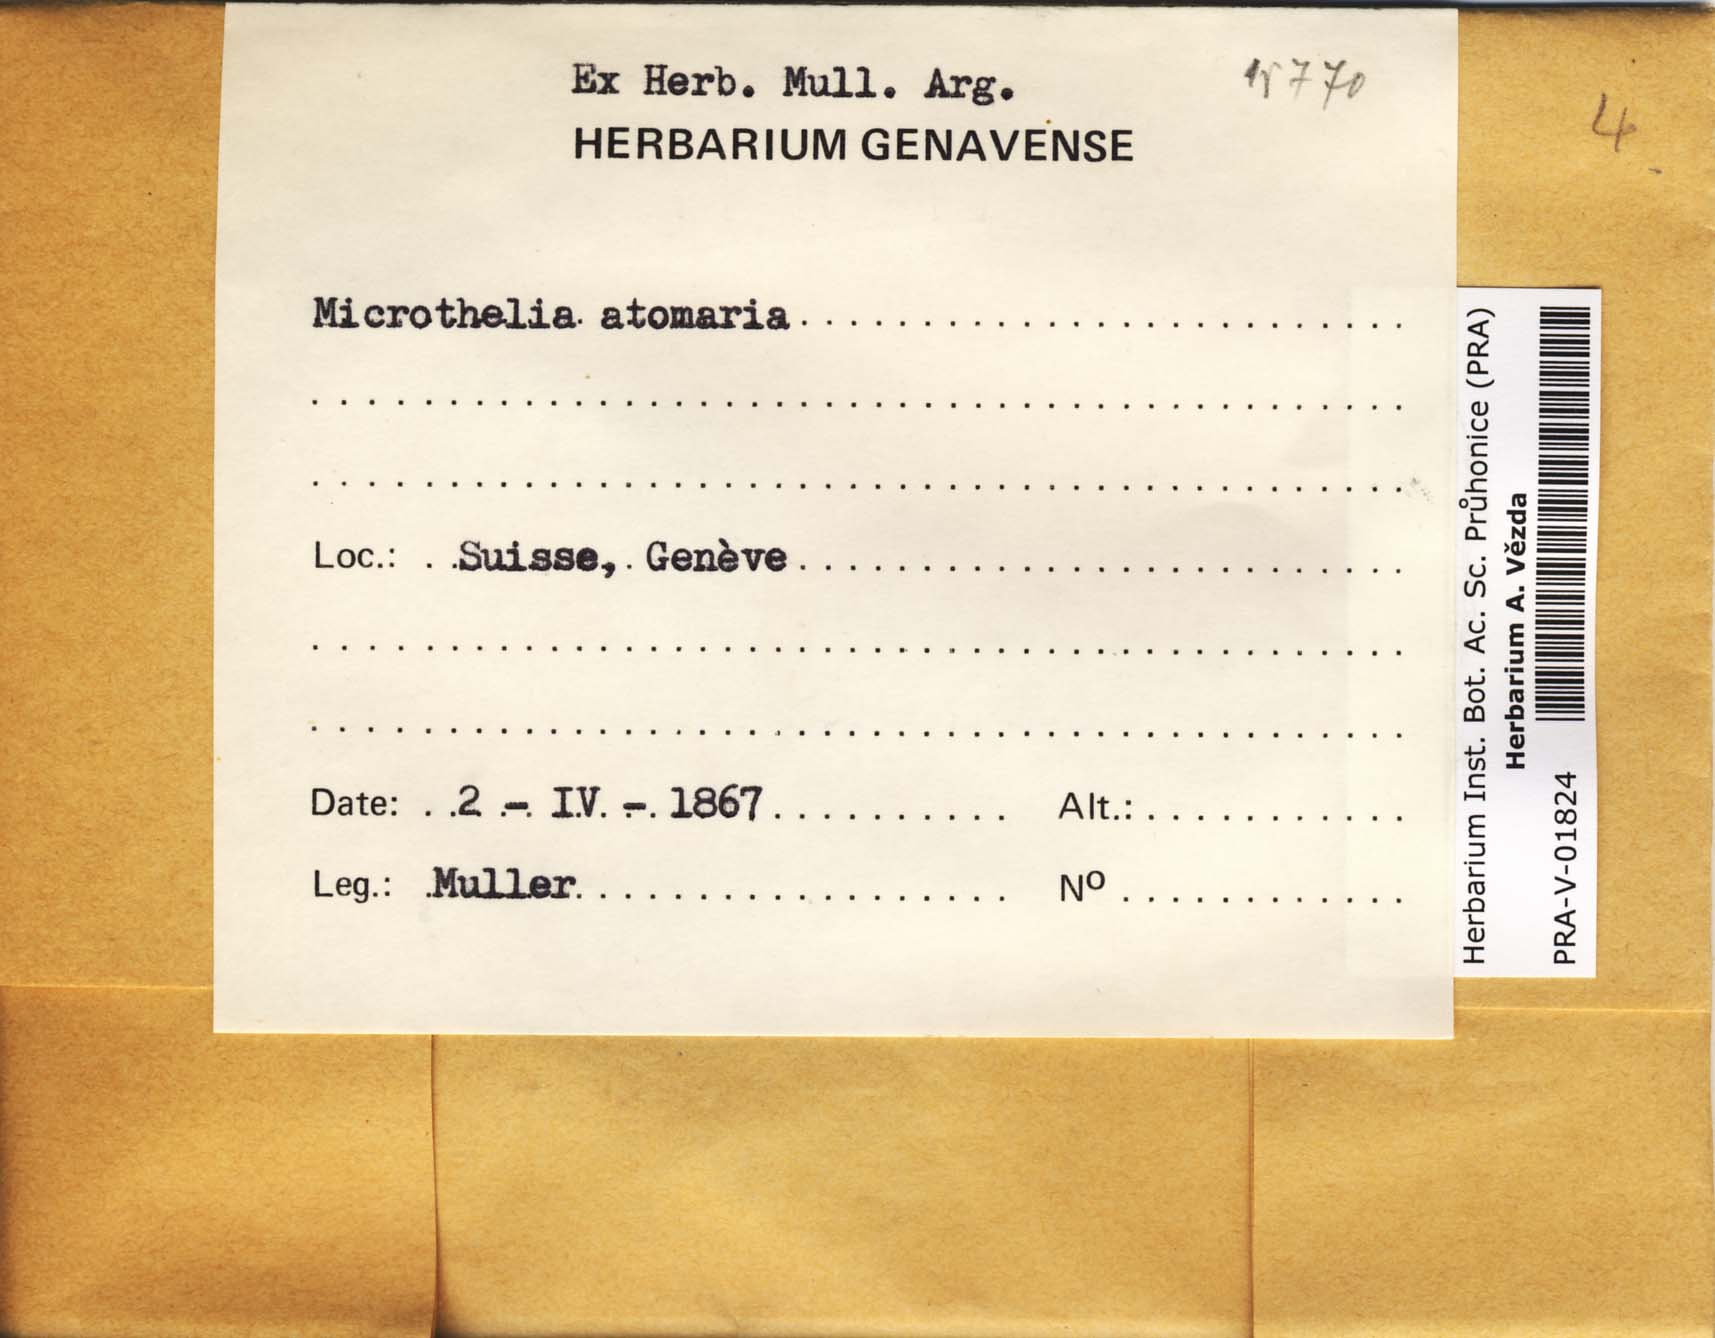 Ex Herb. Mull. Arg.
HERBARIUM GENAVENSE
4
Microthelia atomaria
Loc.: Suisse, Genève
Date: 2 - IV. - 1867 Alt.:
Leg.: Muller Nº
Herbarium Inst. Bot. Ac. Sc. Průhonice (PRA)
Herbarium A. Vězda
PRA-V-01824